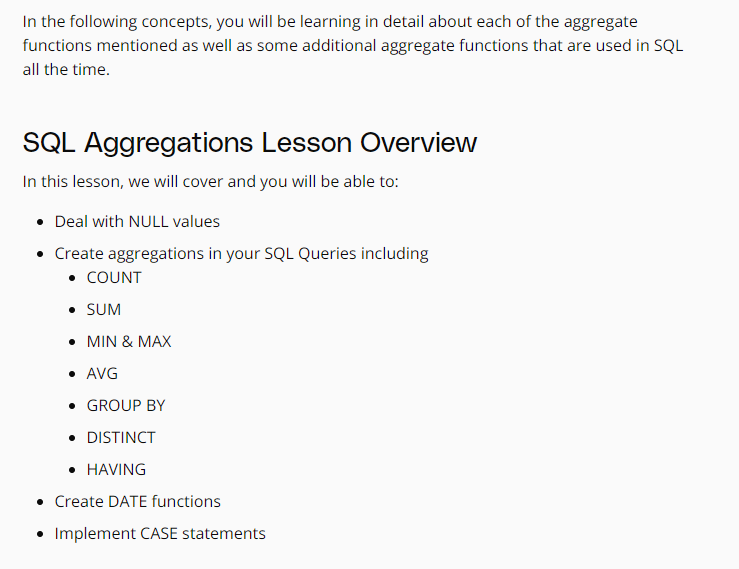 In the following concepts, you will be learning in detail about each of the aggregate
functions mentioned as well as some additional aggregate functions that are used in SQL
all the time.
SQL Aggregations Lesson Overview
In this lesson, we will cover and you will be able to:
Deal with NULL values
Create aggregations in your SQL Queries including
COUNT
SUM
MIN & MAX
AVG
GROUP BY
DISTINCT
HAVING
Create DATE functions
Implement CASE statements